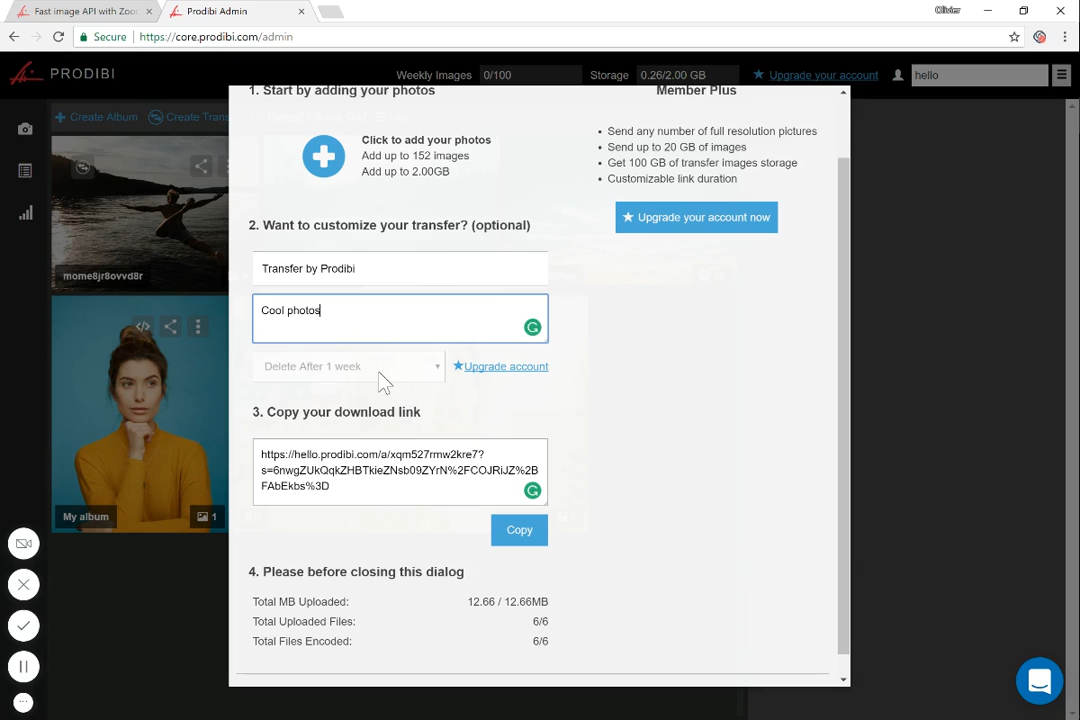 Fast image API with Zoo
Prodibi Admin
Olivier
Secure
https://core.prodibi.com/admin
PRODIBI
Weekly Images
0/100
Storage
0.26/2.00 GB
Upgrade your account
hello
Create Album
Create Tran
1. Start by adding your photos
Member Plus
Click to add your photos
Add up to 152 images
Add up to 2.00GB
• Send any number of full resolution pictures
• Send up to 20 GB of images
• Get 100 GB of transfer images storage
• Customizable link duration
Upgrade your account now
2. Want to customize your transfer? (optional)
Transfer by Prodibi
mome8jr8ovvd8r
Cool photos
Delete After 1 week
Upgrade account
3. Copy your download link
https://hello.prodibi.com/a/xqm527rmw2kre7?
s=6nwgZUkQqkZHBTkieZNsb09ZYrN%2FCOJRiJZ%2B
FAbEkbs%3D
My album
1
Copy
4. Please before closing this dialog
Total MB Uploaded:
12.66 / 12.66MB
Total Uploaded Files:
6/6
Total Files Encoded:
6/6